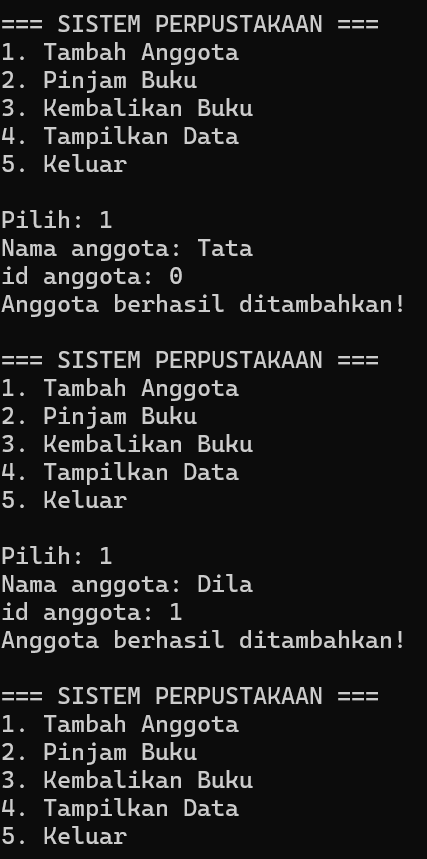 === SISTEM PERPUSTAKAAN ===
1. Tambah Anggota
2. Pinjam Buku
3. Kembalikan Buku
4. Tampilkan Data
5. Keluar
Pilih: 1
Nama anggota: Tata
id anggota: 0
Anggota berhasil ditambahkan!
=== SISTEM PERPUSTAKAAN ===
1. Tambah Anggota
2. Pinjam Buku
3. Kembalikan Buku
4. Tampilkan Data
5. Keluar
Pilih: 1
Nama anggota: Dila
id anggota: 1
Anggota berhasil ditambahkan!
=== SISTEM PERPUSTAKAAN ===
1. Tambah Anggota
2. Pinjam Buku
3. Kembalikan Buku
4. Tampilkan Data
5. Keluar